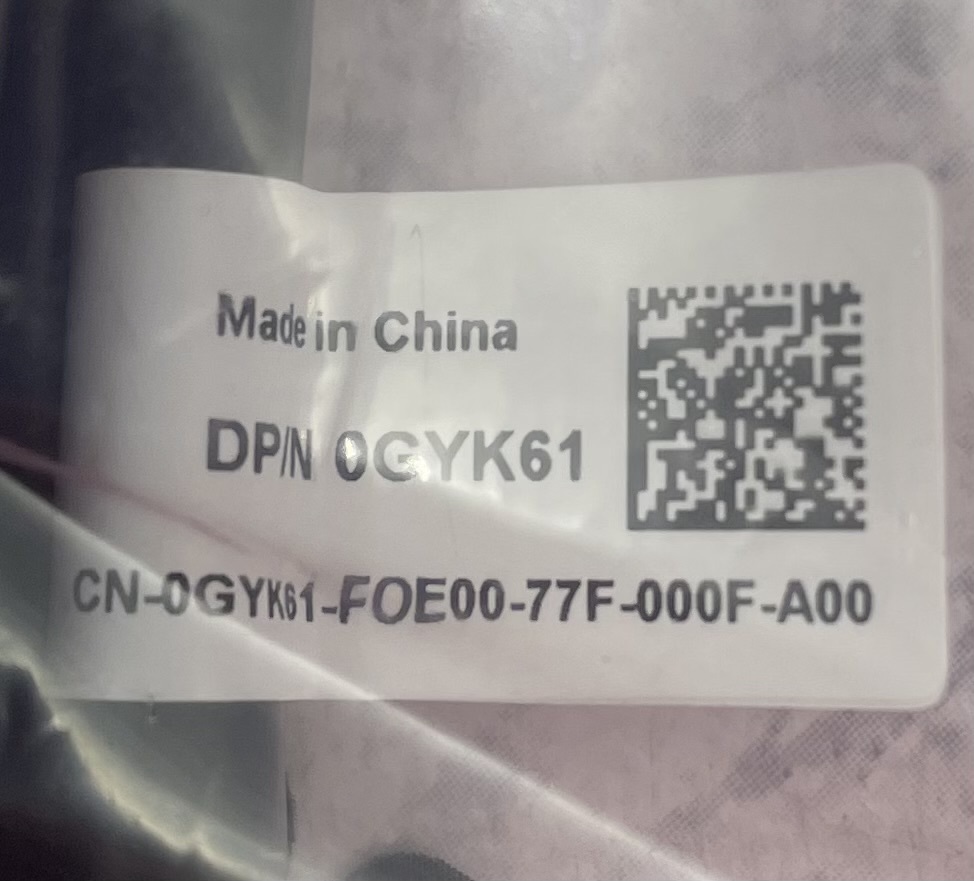 Made in China
DP/N 0GYK61
CN-0GYK61-FOE00-77F-000F-A00